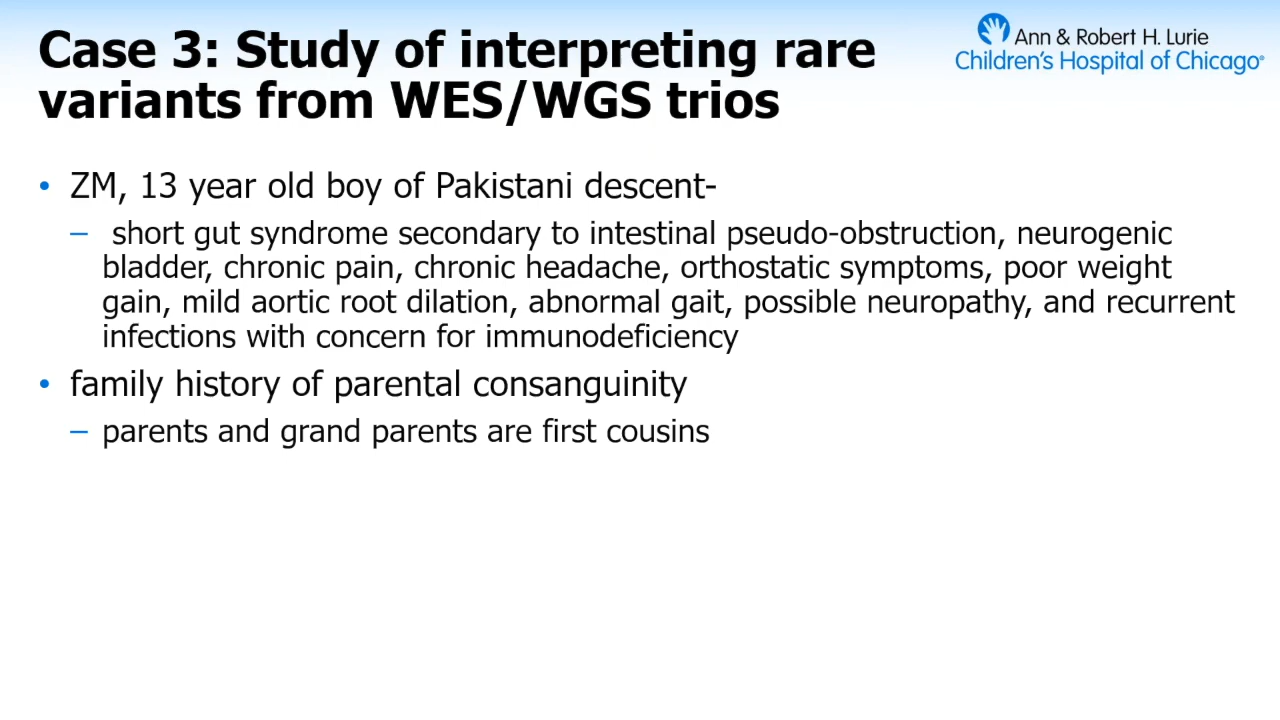 Case 3: Study of interpreting rare
variants from WES/WGS trios
Ann & Robert H. Lurie
Children's Hospital of Chicago®
• ZM, 13 year old boy of Pakistani descent-
– short gut syndrome secondary to intestinal pseudo-obstruction, neurogenic
bladder, chronic pain, chronic headache, orthostatic symptoms, poor weight
gain, mild aortic root dilation, abnormal gait, possible neuropathy, and recurrent
infections with concern for immunodeficiency
• family history of parental consanguinity
– parents and grand parents are first cousins